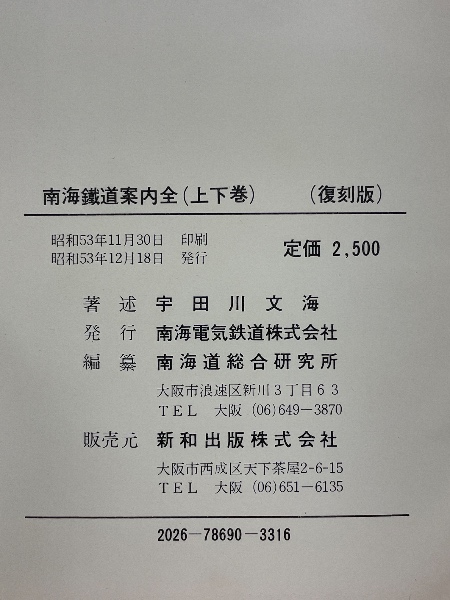 南海鐵道案内全(上下巻) (復刻版)
昭和53年11月30日 印刷
昭和53年12月18日 発行
定価 2,500
著述 宇田川文海
発行 南海電気鉄道株式会社
編纂 南海道総合研究所
大阪市浪速区新川3丁目63
TEL 大阪 (06)649-3870
販売元 新和出版株式会社
大阪市西成区天下茶屋2-6-15
TEL 大阪 (06)651-6135
2026-78690-3316